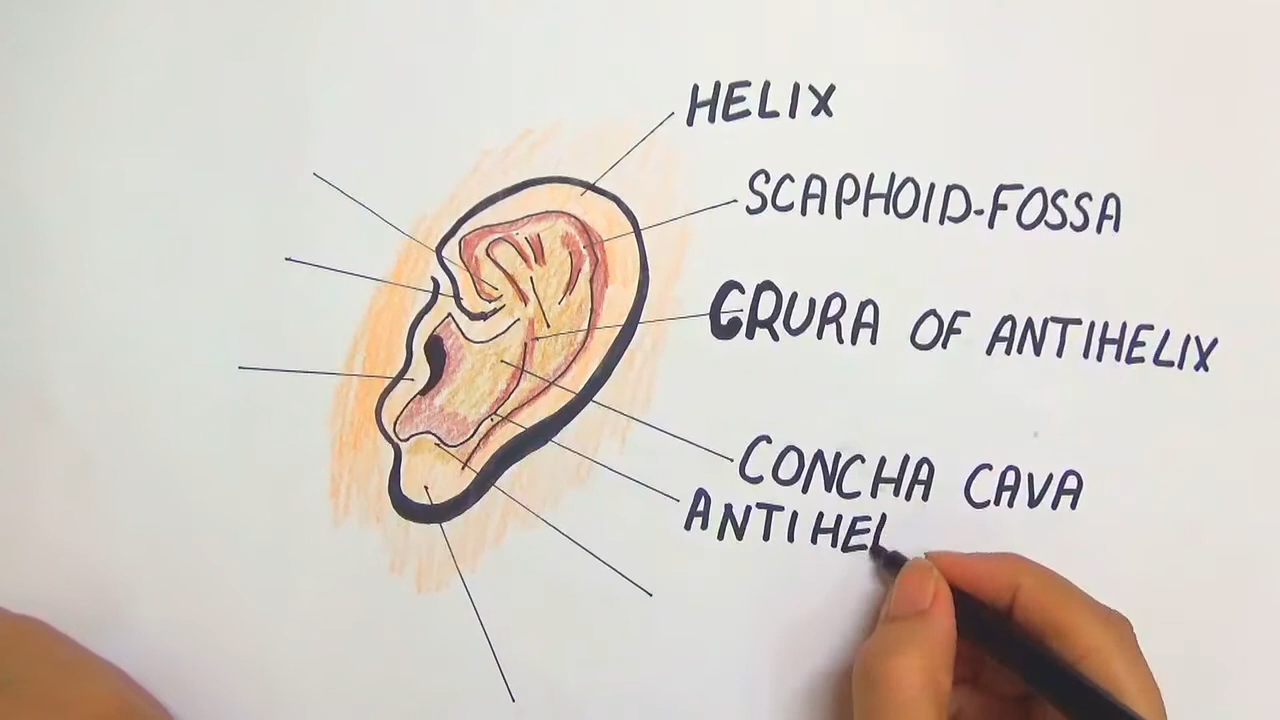 HELIX
SCAPHOID-FOSSA
CRURA OF ANTIHELIX
CONCHA CAVA
ANTIHEL